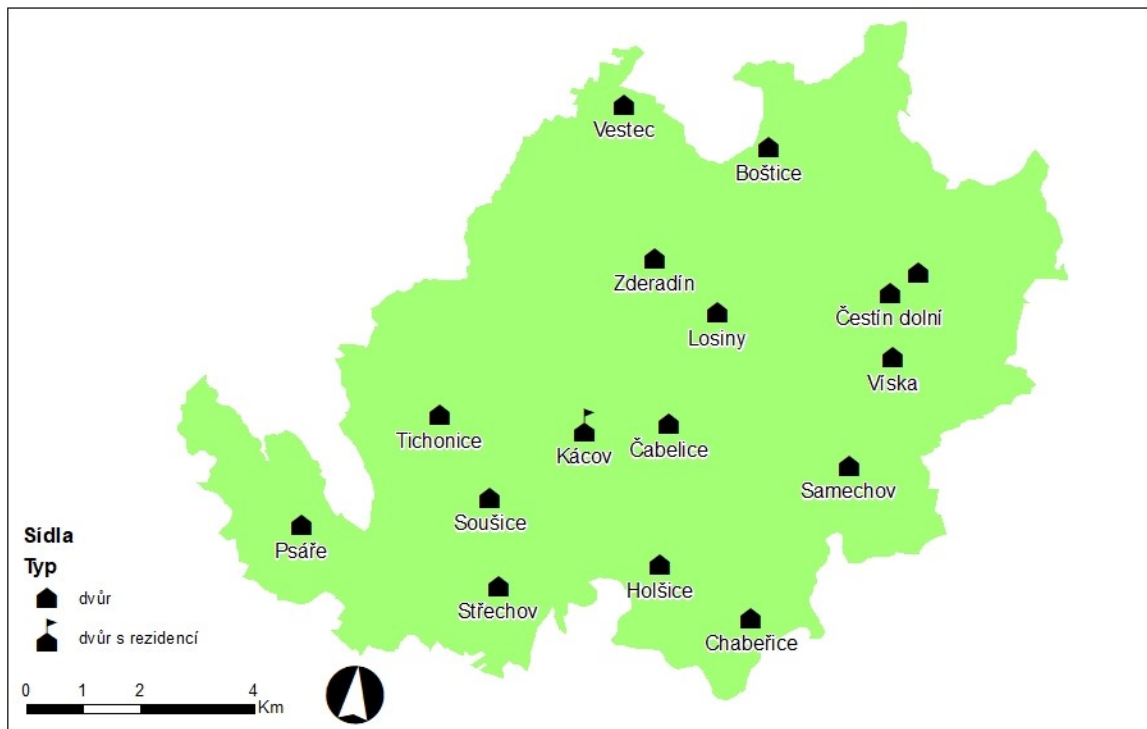 Vestec
Boštice
Zderadín
Čestín dolní
Losiny
Víska
Tichonice
Kácov
Čabelice
Samechov
Soušice
Psáře
Holšice
Střechov
Chabeřice
Sídla
Typ
dvůr
dvůr s rezidencí
0 1 2 4
Km